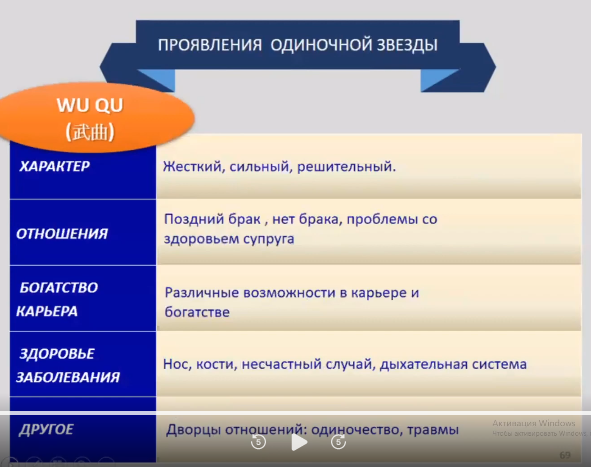 ПРОЯВЛЕНИЯ ОДИНОЧНОЙ ЗВЕЗДЫ
WU QU
(武曲)
ХАРАКТЕР
Жесткий, сильный, решительный.
ОТНОШЕНИЯ
Поздний брак , нет брака, проблемы со
здоровьем супруга
БОГАТСТВО
КАРЬЕРА
Различные возможности в карьере и
богатстве
ЗДОРОВЬЕ
ЗАБОЛЕВАНИЯ
Нос, кости, несчастный случай, дыхательная система
ДРУГОЕ
Дворцы отношений: одиночество, травмы
Активация Windows
Чтобы активировать Windows
5
5
69